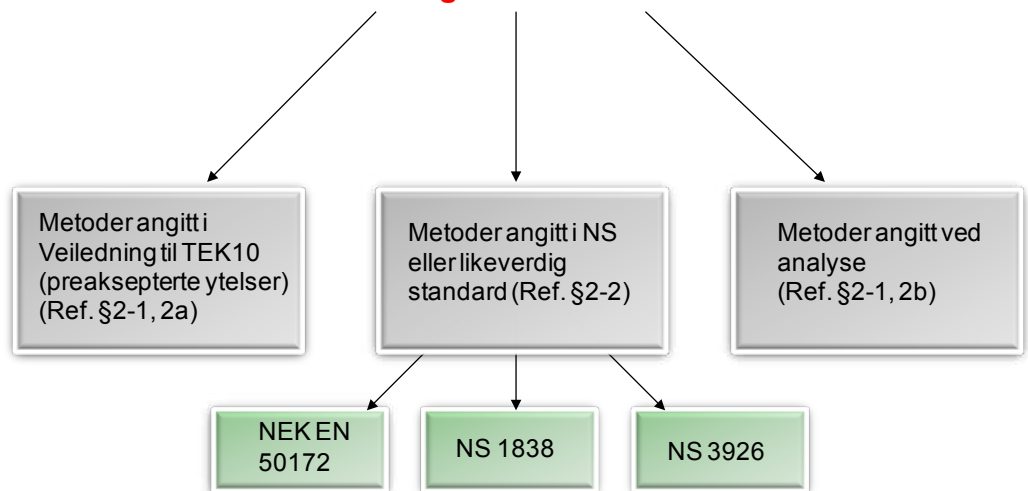 Metoder angitt i
Veiledning til TEK10
(preaksepterte ytelser)
(Ref. §2-1, 2a)
Metoder angitt i NS
eller likeverdig
standard (Ref. §2-2)
Metoder angitt ved
analyse
(Ref. §2-1, 2b)
NEK EN
50172
NS 1838
NS 3926